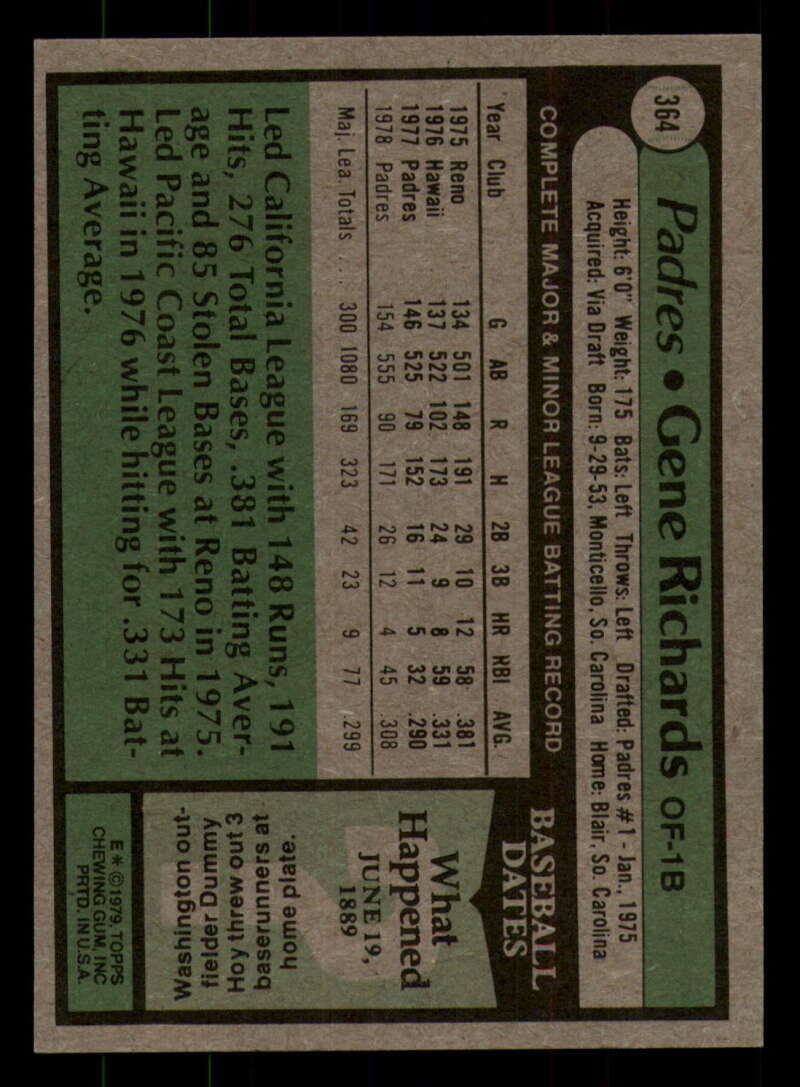 364
Padres • Gene Richards OF-1B
Height: 6'0" Weight: 175 Bats: Left Throws: Left Drafted: Padres #1 - Jan., 1975
Acquired: Via Draft Born: 9-29-53, Monticello, So. Carolina Home: Blair, So. Carolina
COMPLETE MAJOR & MINOR LEAGUE BATTING RECORD
Year Club G AB R H 2B 3B HR RBI AVG.
1975 Reno 134 501 148 191 29 10 12 58 .381
1976 Hawaii 137 522 102 173 24 9 8 59 .331
1977 Padres 146 525 79 152 16 11 5 32 .290
1978 Padres 154 555 90 171 26 12 4 45 .308
Maj. Lea. Totals . . . 300 1080 169 323 42 23 9 77 .299
Led California League with 148 Runs, 191
Hits, 276 Total Bases, .381 Batting Aver-
age and 85 Stolen Bases at Reno in 1975.
Led Pacific Coast League with 173 Hits at
Hawaii in 1976 while hitting for .331 Bat-
ting Average.
BASEBALL
DATES
What
Happened
JUNE 19,
1889
Washington out-
fielder Dummy
Hoy threw out 3
baserunners at
home plate.
E * © 1979, TOPPS
CHEWING GUM, INC
PRTD. IN U.S.A.